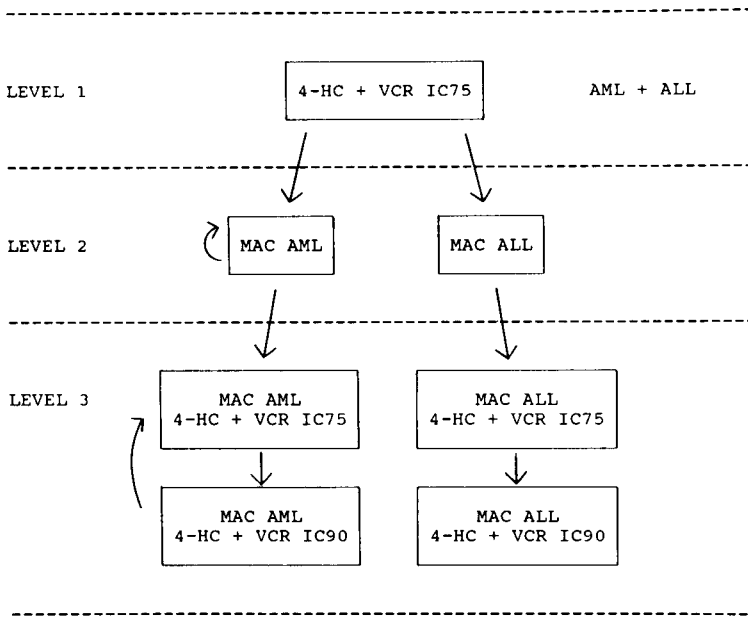 LEVEL 1
4-HC + VCR IC75
AML + ALL
LEVEL 2
MAC AML
MAC ALL
LEVEL 3
MAC AML
4-HC + VCR IC75
MAC ALL
4-HC + VCR IC75
MAC AML
4-HC + VCR IC90
MAC ALL
4-HC + VCR IC90